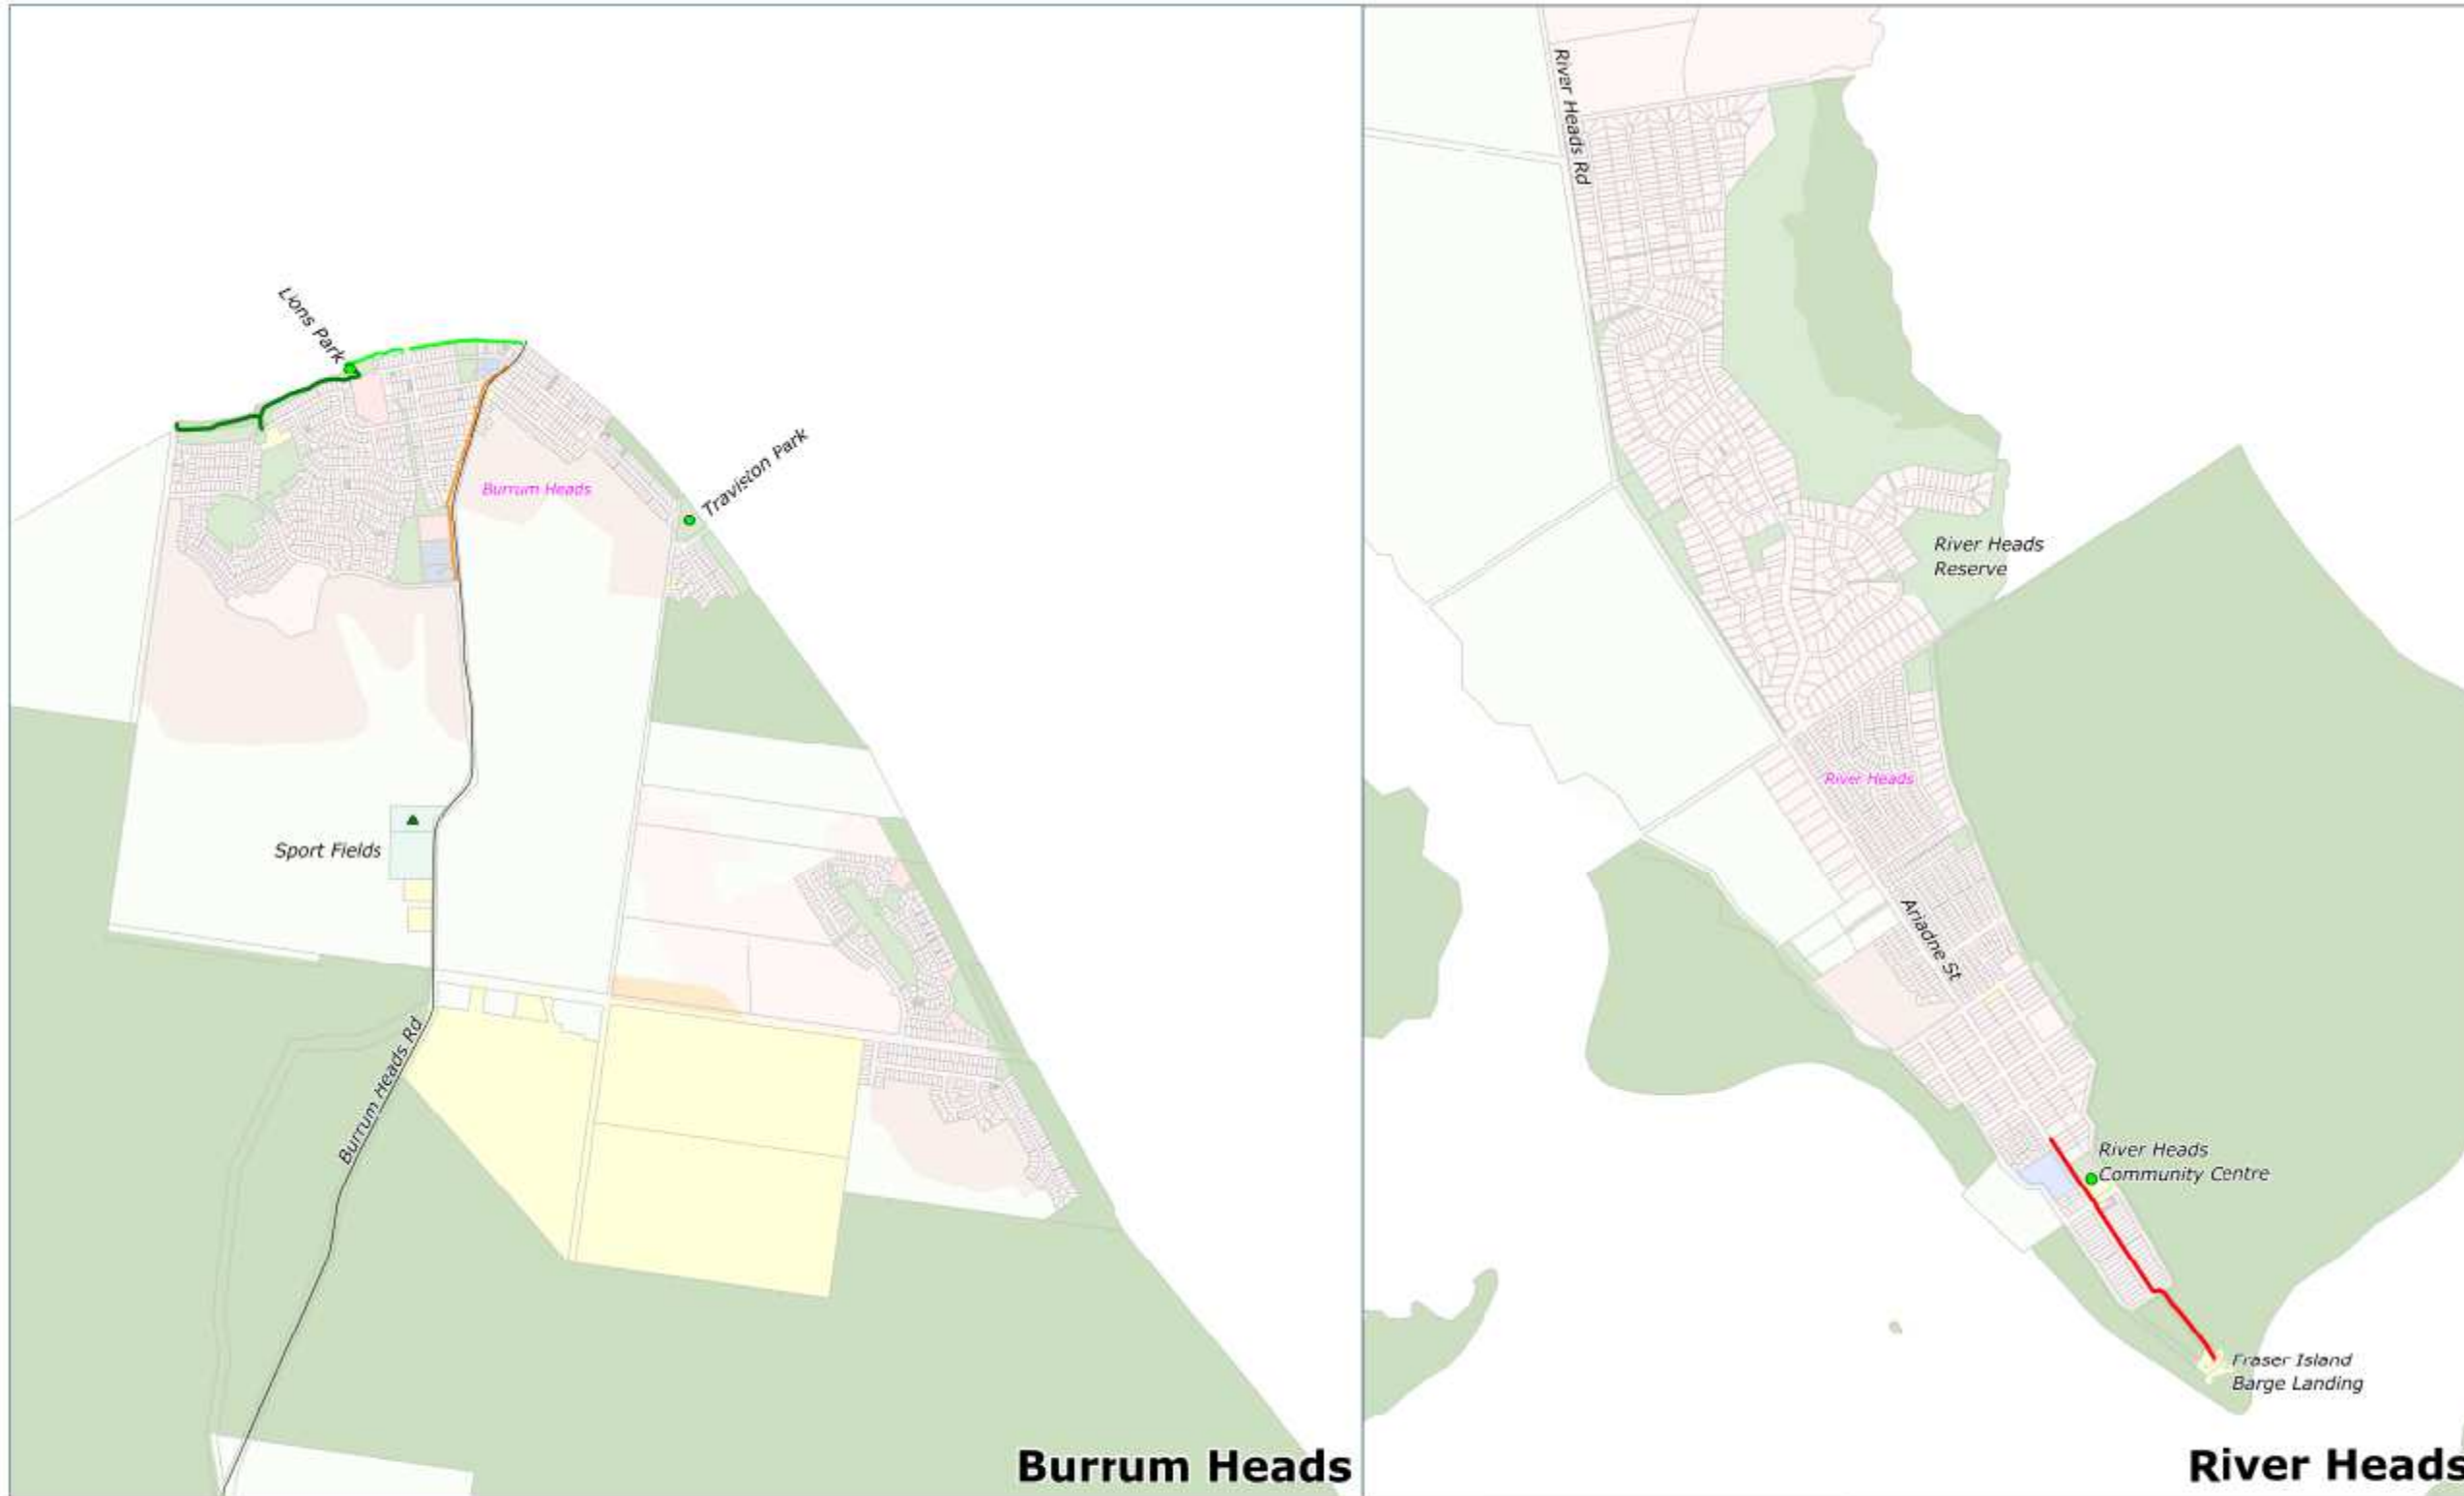 Lions Park
Traviston Park
Burrum Heads
Sport Fields
Burrum Heads Rd
Burrum Heads
River Heads Rd
River Heads
Reserve
River Heads
Ariadne St
River Heads
Community Centre
Fraser Island
Barge Landing
River Heads